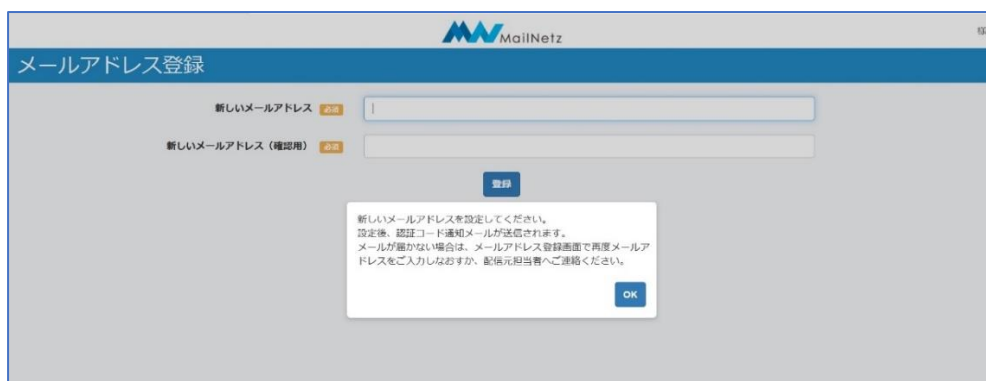 MailNetz
様
メールアドレス登録
新しいメールアドレス 必須
新しいメールアドレス（確認用） 必須
登録
新しいメールアドレスを設定してください。
設定後、認証コード通知メールが送信されます。
メールが届かない場合は、メールアドレス登録画面で再度メールア
ドレスをご入力しなおすか、配信元担当者へご連絡ください。
OK